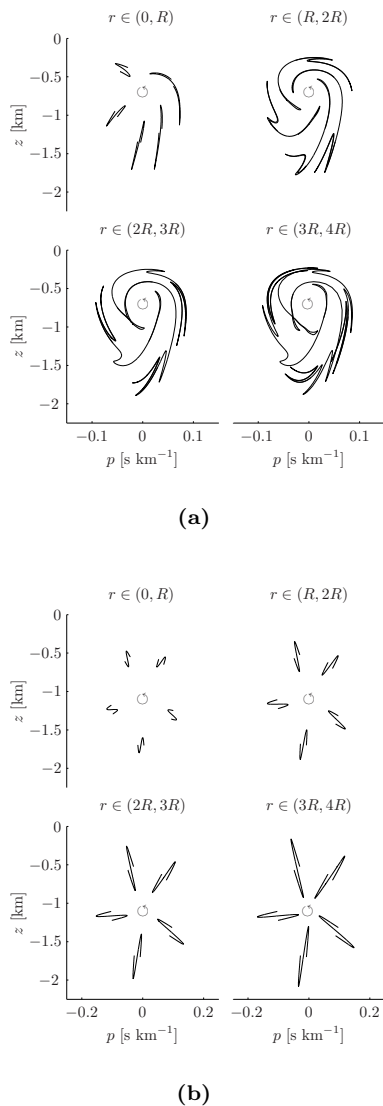 r ∈ (0, R)
r ∈ (R, 2R)
0
−0.5
−1
−1.5
−2
z [km]
r ∈ (2R, 3R)
r ∈ (3R, 4R)
0
−0.5
−1
−1.5
−2
z [km]
−0.1 0 0.1
−0.1 0 0.1
p [s km⁻¹]
p [s km⁻¹]
(a)
r ∈ (0, R)
r ∈ (R, 2R)
0
−0.5
−1
−1.5
−2
z [km]
r ∈ (2R, 3R)
r ∈ (3R, 4R)
0
−0.5
−1
−1.5
−2
z [km]
−0.2 0 0.2
−0.2 0 0.2
p [s km⁻¹]
p [s km⁻¹]
(b)